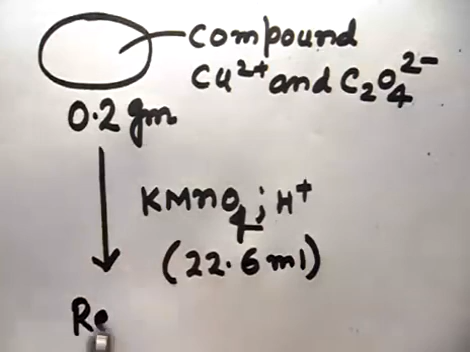 compound
Cu²⁺ and C₂O₄²⁻
0.2 gm
KMnO₄ ; H⁺
(22.6 ml)
Re